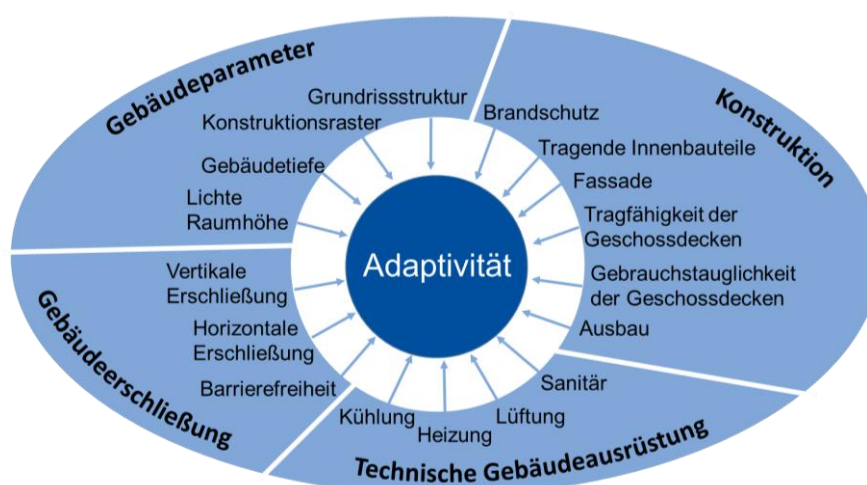 Gebäudeparameter
Grundrissstruktur
Konstruktionsraster
Gebäudetiefe
Lichte
Raumhöhe
Konstruktion
Brandschutz
Tragende Innenbauteile
Fassade
Tragfähigkeit der
Geschossdecken
Gebrauchstauglichkeit
der Geschossdecken
Ausbau
Adaptivität
Gebäudeerschließung
Vertikale
Erschließung
Horizontale
Erschließung
Barrierefreiheit
Kühlung
Heizung
Lüftung
Sanitär
Technische Gebäudeausrüstung